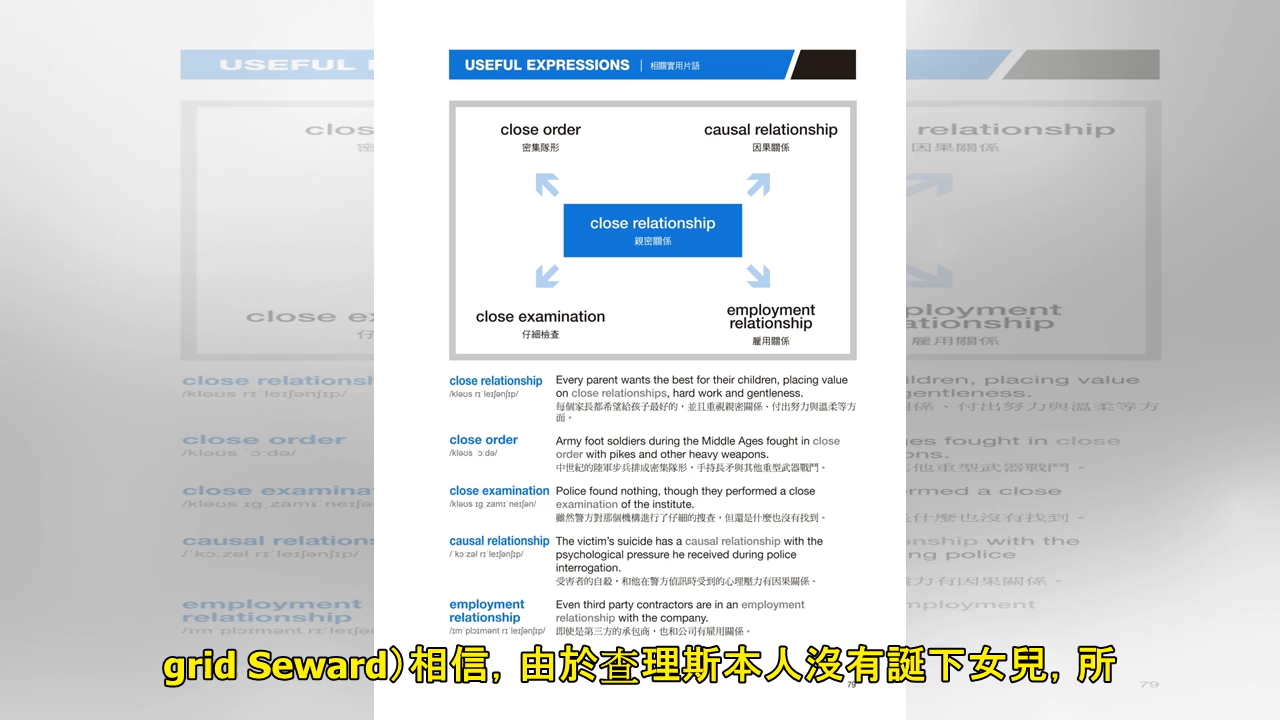 USEFUL EXPRESSIONS | 相關實用片語
close order
密集隊形
causal relationship
因果關係
close relationship
親密關係
close examination
仔細檢查
employment
relationship
雇用關係
close relationship
/kləʊs rɪˈleɪʃənʃɪp/
Every parent wants the best for their children, placing value
on close relationships, hard work and gentleness.
每個家長都希望給孩子最好的，並且重視親密關係、付出努力與溫柔等方
面。
close order
/kləʊs ˈɔːdə/
Army foot soldiers during the Middle Ages fought in close
order with pikes and other heavy weapons.
中世紀的陸軍步兵排成密集隊形，手持長矛與其他重型武器戰鬥。
close examination
/kləʊs ɪgˌzæmɪˈneɪʃən/
Police found nothing, though they performed a close
examination of the institute.
雖然警方對那個機構進行了仔細的搜查，但還是什麼也沒有找到。
causal relationship
/ˈkɔːzəl rɪˈleɪʃənʃɪp/
The victim's suicide has a causal relationship with the
psychological pressure he received during police
interrogation.
受害者的自殺，和他在警方偵訊時受到的心理壓力有因果關係。
employment
relationship
/ɪmˈplɔɪmənt rɪˈleɪʃənʃɪp/
Even third party contractors are in an employment
relationship with the company.
即使是第三方的承包商，也和公司有雇用關係。
grid Seward)相信, 由於查理斯本人沒有誕下女兒, 所
79